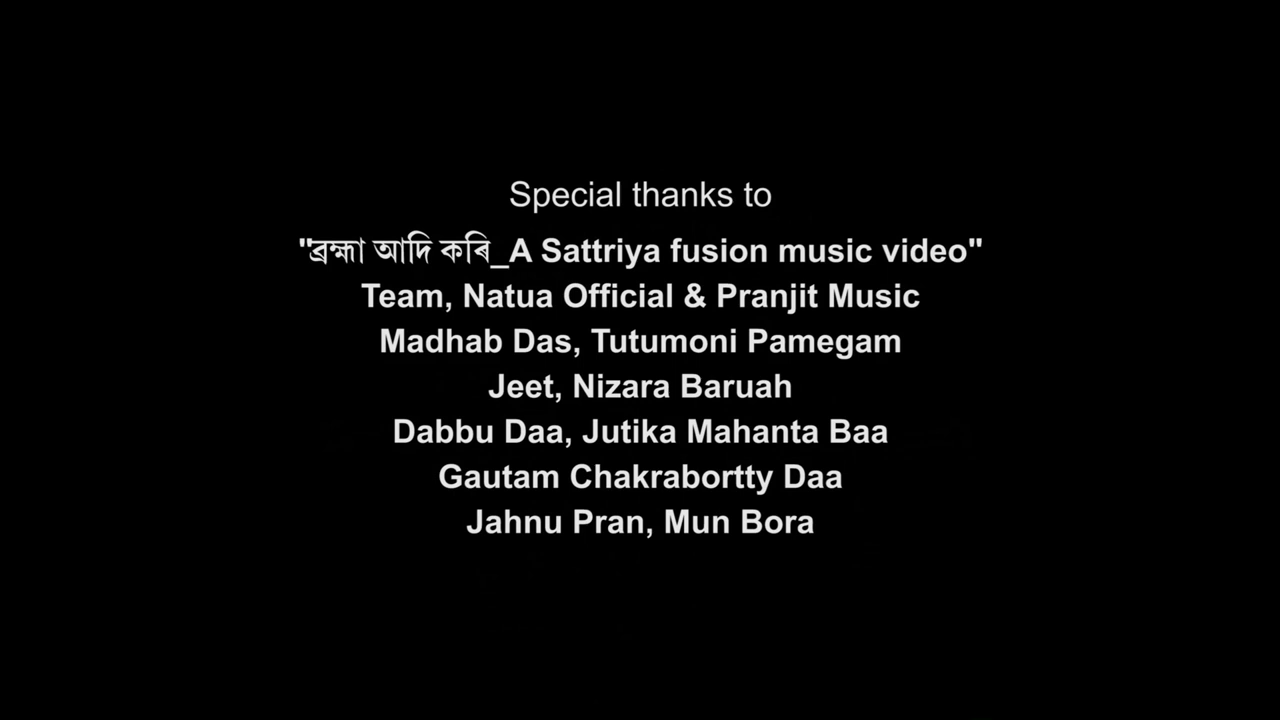 Special thanks to
"ব্ৰহ্মা আদি কৰি_A Sattriya fusion music video"
Team, Natua Official & Pranjit Music
Madhab Das, Tutumoni Pamegam
Jeet, Nizara Baruah
Dabbu Daa, Jutika Mahanta Baa
Gautam Chakrabortty Daa
Jahnu Pran, Mun Bora